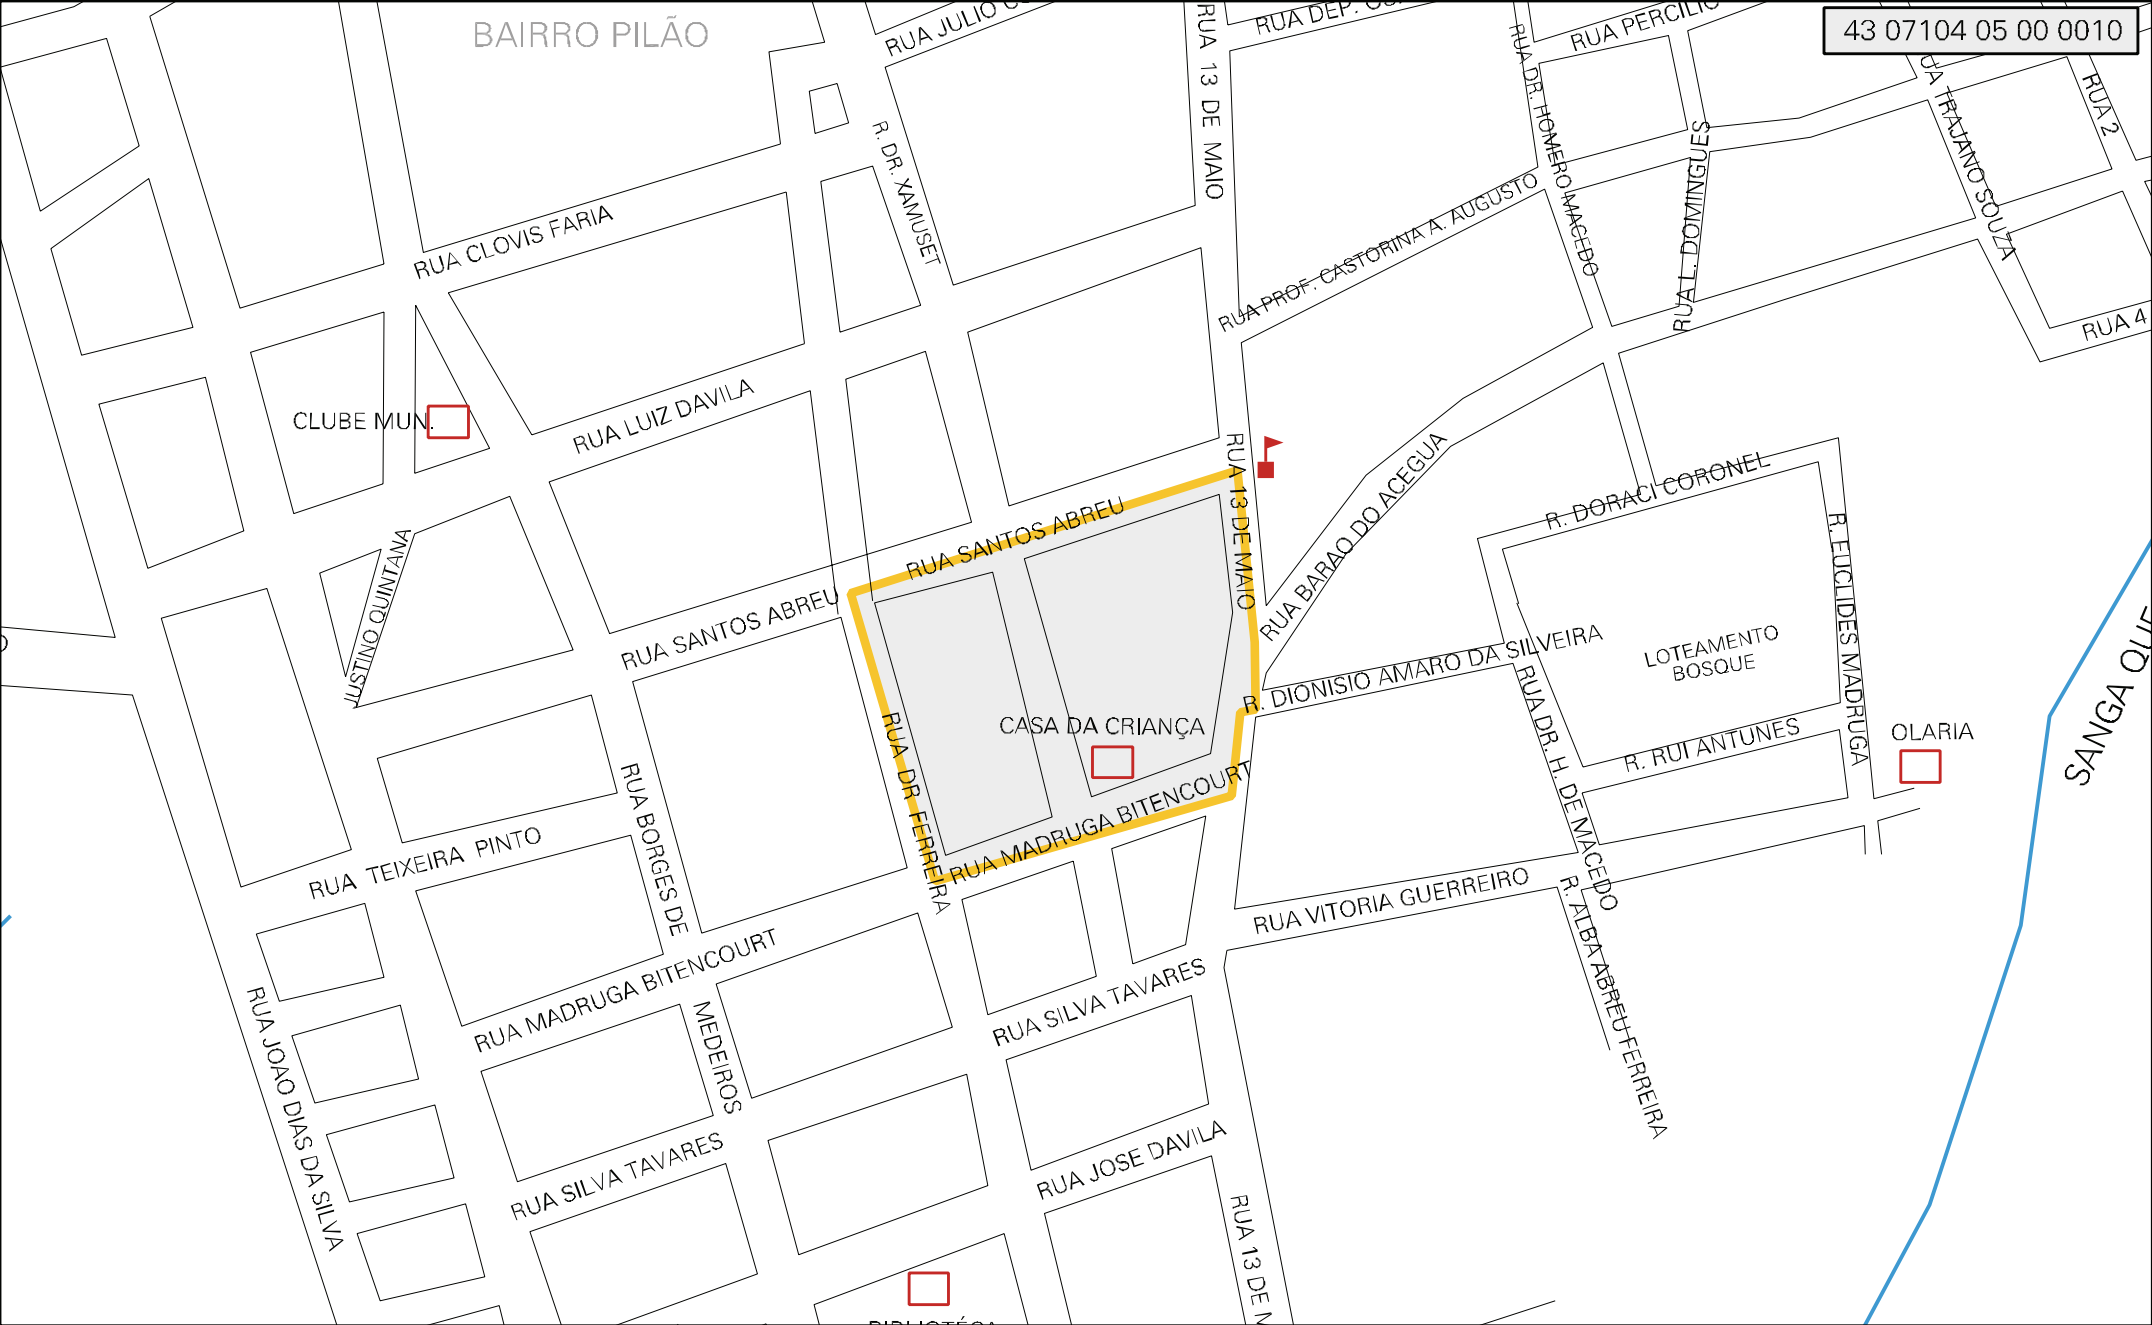 BAIRRO PILÃO
43 07104 05 00 0010
RUA JULIO
RUA 13 DE MAIO
RUA DEP.
RUA PERCILIO
RUA DR. HOMERO MACEDO
RUA L. DOMINGUES
TRAJANO SOUZA
RUA 2
RUA 4
R. DR. XAMUSET
RUA CLOVIS FARIA
RUA PROF. CASTORINA A. AUGUSTO
CLUBE MUN.
RUA LUIZ DAVILA
RUA 13 DE MAIO
RUA BARAO DO ACEGUA
R. DORACI CORONEL
R. EUCLIDES MADRUGA
JUSTINO QUINTANA
RUA SANTOS ABREU
RUA SANTOS ABREU
R. DIONISIO AMARO DA SILVEIRA
LOTEAMENTO
BOSQUE
SANGA
CASA DA CRIANÇA
RUA DR FERREIRA
RUA DR. H. DE MACEDO
R. RUI ANTUNES
OLARIA
RUA BORGES DE
MEDEIROS
RUA TEIXEIRA PINTO
RUA MADRUGA BITENCOURT
RUA MADRUGA BITENCOURT
RUA VITORIA GUERREIRO
R. ALBA ABREU FERREIRA
RUA SILVA TAVARES
RUA JOAO DIAS DA SILVA
RUA SILVA TAVARES
RUA JOSE DAVILA
RUA 13 DE M
BIBLIOTÉCA